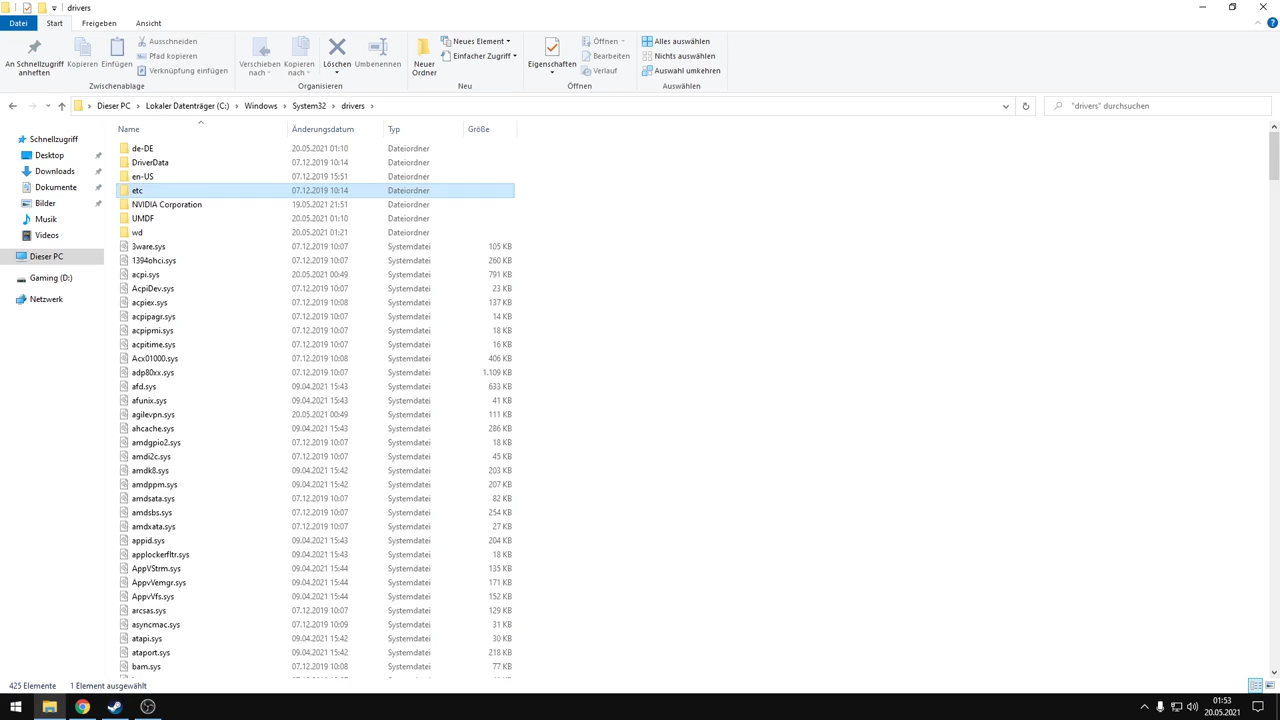 drivers
Datei Start Freigeben Ansicht
An Schnellzugriff anheften
Kopieren
Einfügen
Ausschneiden
Pfad kopieren
Verknüpfung einfügen
Zwischenablage
Verschieben nach
Kopieren nach
Löschen
Umbenennen
Organisieren
Neuer Ordner
Neues Element
Einfacher Zugriff
Neu
Eigenschaften
Öffnen
Bearbeiten
Verlauf
Öffnen
Alles auswählen
Nichts auswählen
Auswahl umkehren
Auswählen
Dieser PC › Lokaler Datenträger (C:) › Windows › System32 › drivers ›
"drivers" durchsuchen
Schnellzugriff
Desktop
Downloads
Dokumente
Bilder
Musik
Videos
Dieser PC
Gaming (D:)
Netzwerk
Name Änderungsdatum Typ Größe
de-DE 20.05.2021 01:10 Dateiordner
DriverData 07.12.2019 10:14 Dateiordner
en-US 07.12.2019 15:51 Dateiordner
etc 07.12.2019 10:14 Dateiordner
NVIDIA Corporation 19.05.2021 21:51 Dateiordner
UMDF 20.05.2021 01:10 Dateiordner
wd 20.05.2021 01:21 Dateiordner
3ware.sys 07.12.2019 10:07 Systemdatei 105 KB
1394ohci.sys 07.12.2019 10:07 Systemdatei 260 KB
acpi.sys 20.05.2021 00:49 Systemdatei 791 KB
AcpiDev.sys 07.12.2019 10:07 Systemdatei 23 KB
acpiex.sys 07.12.2019 10:08 Systemdatei 137 KB
acpipagr.sys 07.12.2019 10:07 Systemdatei 14 KB
acpipmi.sys 07.12.2019 10:07 Systemdatei 18 KB
acpitime.sys 07.12.2019 10:07 Systemdatei 16 KB
Acx01000.sys 07.12.2019 10:08 Systemdatei 406 KB
adp80xx.sys 07.12.2019 10:07 Systemdatei 1.109 KB
afd.sys 09.04.2021 15:43 Systemdatei 633 KB
afunix.sys 09.04.2021 15:43 Systemdatei 41 KB
agilevpn.sys 20.05.2021 00:49 Systemdatei 111 KB
ahcache.sys 09.04.2021 15:43 Systemdatei 286 KB
amdgpio2.sys 07.12.2019 10:07 Systemdatei 18 KB
amdi2c.sys 07.12.2019 10:07 Systemdatei 45 KB
amdk8.sys 09.04.2021 15:42 Systemdatei 203 KB
amdppm.sys 09.04.2021 15:42 Systemdatei 207 KB
amdsata.sys 07.12.2019 10:07 Systemdatei 82 KB
amdsbs.sys 07.12.2019 10:07 Systemdatei 254 KB
amdxata.sys 07.12.2019 10:07 Systemdatei 27 KB
appid.sys 09.04.2021 15:43 Systemdatei 204 KB
applockerfltr.sys 09.04.2021 15:43 Systemdatei 18 KB
AppVStrm.sys 09.04.2021 15:44 Systemdatei 135 KB
AppvVemgr.sys 09.04.2021 15:44 Systemdatei 171 KB
AppvVfs.sys 09.04.2021 15:44 Systemdatei 152 KB
arcsas.sys 07.12.2019 10:07 Systemdatei 129 KB
asyncmac.sys 07.12.2019 10:09 Systemdatei 31 KB
atapi.sys 09.04.2021 15:42 Systemdatei 30 KB
ataport.sys 09.04.2021 15:42 Systemdatei 218 KB
bam.sys 07.12.2019 10:08 Systemdatei 77 KB
425 Elemente 1 Element ausgewählt
01:53
20.05.2021